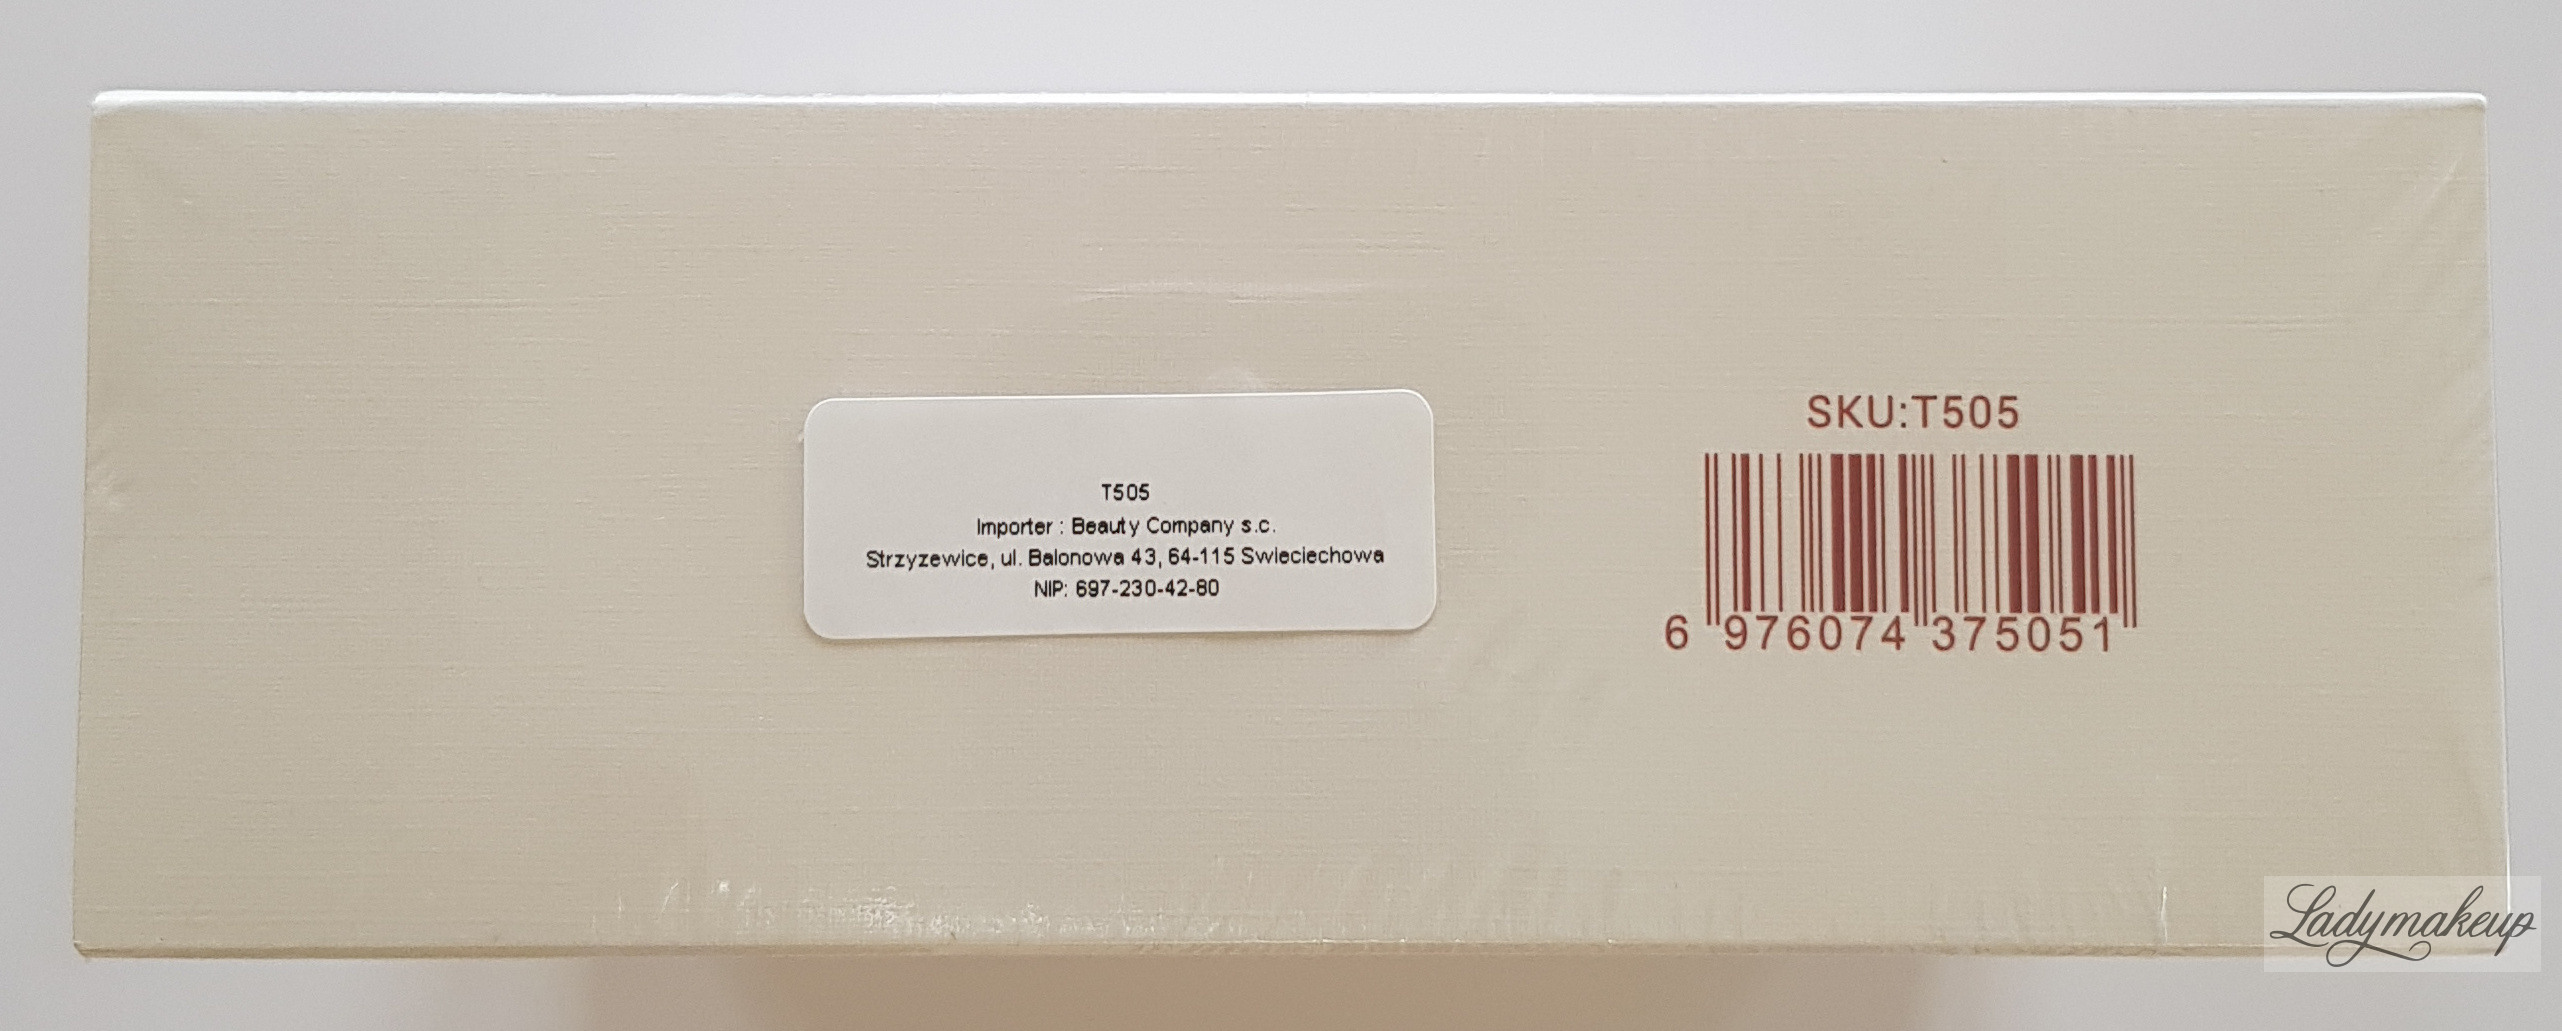 T505
Importer : Beauty Company s.c.
Strzyzewice, ul. Balonowa 43, 64-115 Swieciechowa
NIP: 697-230-42-80
SKU:T505
6 976074 375051
Ladymakeup